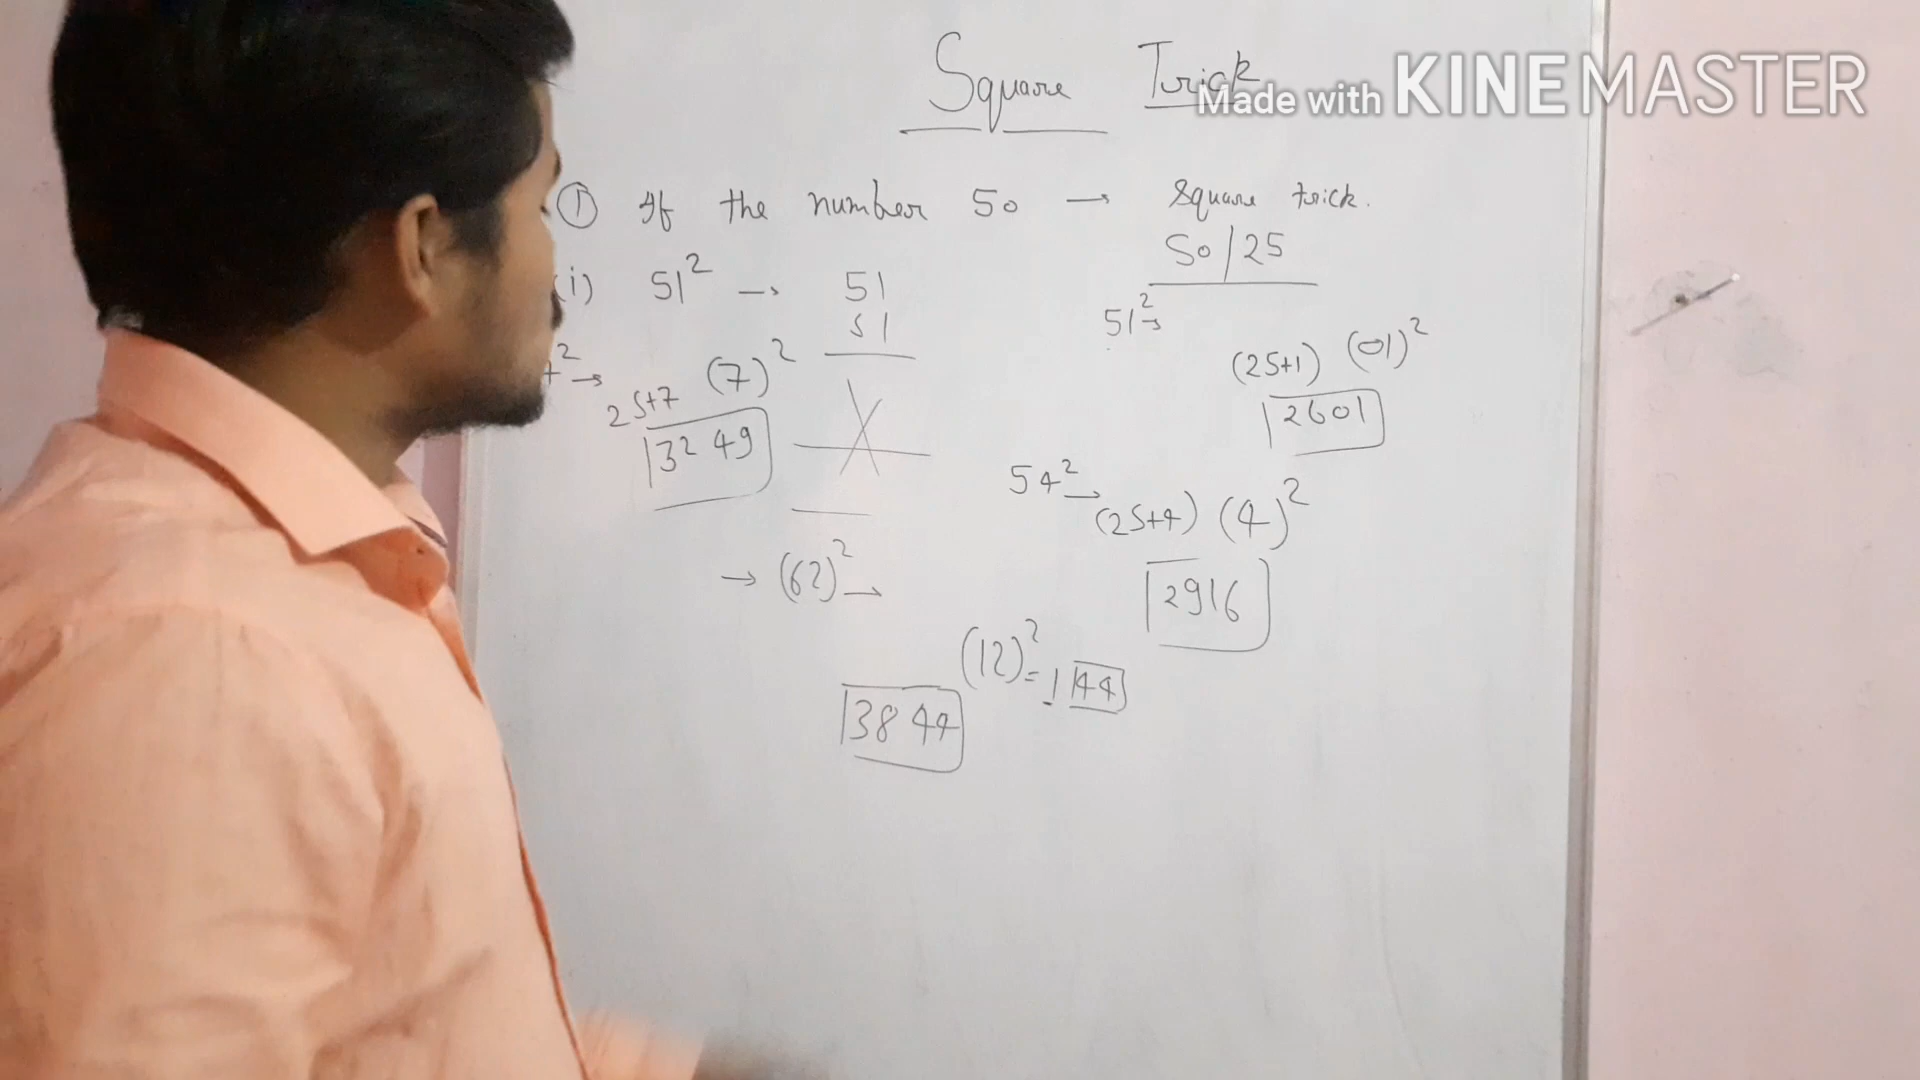 Square Trick
Made with KINEMASTER
① If the number 50 → square trick.
50/25
(i) 51² → 51
51
51² →
(25+1) (01)²
2601
² →
25+7 (7)²
3249
54² →
(25+4) (4)²
2916
→ (62)² →
(12)² = 144
3844